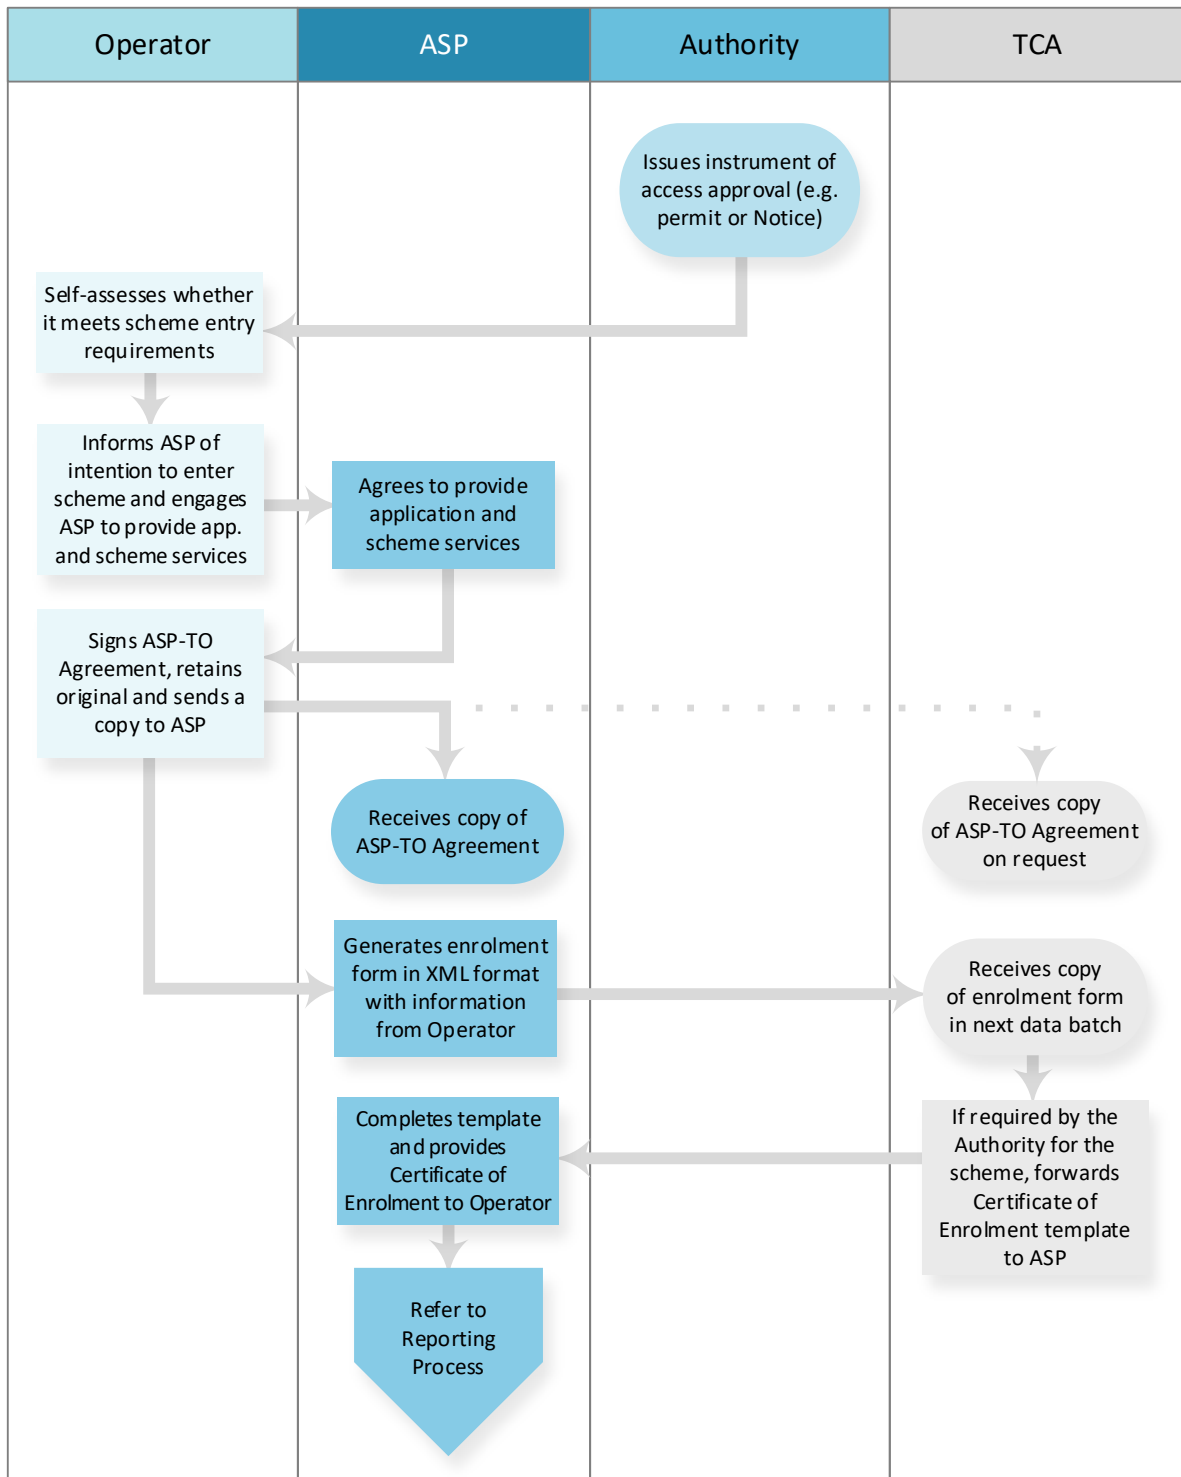 Operator
ASP
Authority
TCA
Issues instrument of
access approval (e.g.
permit or Notice)
Self-assesses whether
it meets scheme entry
requirements
Informs ASP of
intention to enter
scheme and engages
ASP to provide app.
and scheme services
Agrees to provide
application and
scheme services
Signs ASP-TO
Agreement, retains
original and sends a
copy to ASP
Receives copy of
ASP-TO Agreement
Receives copy
of ASP-TO Agreement
on request
Generates enrolment
form in XML format
with information
from Operator
Receives copy
of enrolment form
in next data batch
Completes template
and provides
Certificate of
Enrolment to Operator
If required by the
Authority for the
scheme, forwards
Certificate of
Enrolment template
to ASP
Refer to
Reporting
Process